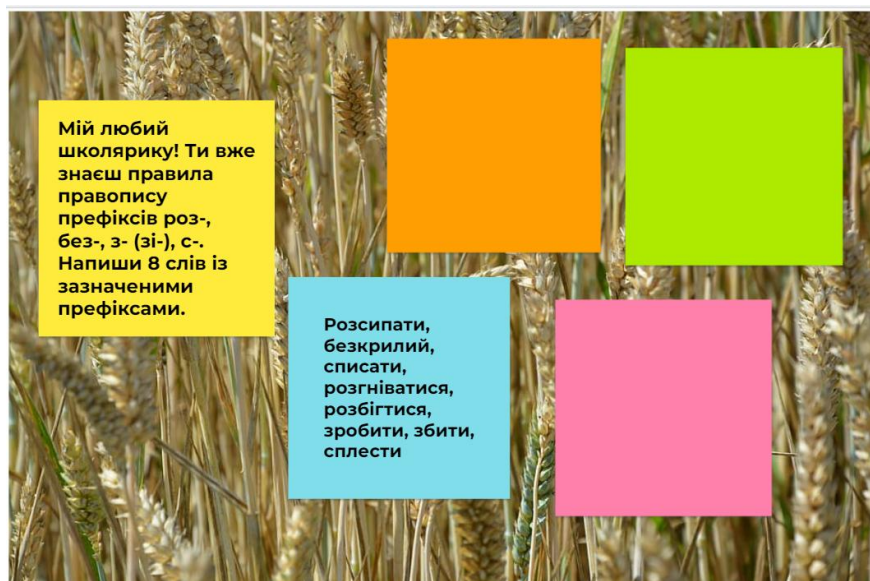 Мій любий
школярику! Ти вже
знаєш правила
правопису
префіксів роз-,
без-, з- (зі-), с-.
Напиши 8 слів із
зазначеними
префіксами.
Розсипати,
безкрилий,
списати,
розгніватися,
розбігтися,
зробити, збити,
сплести